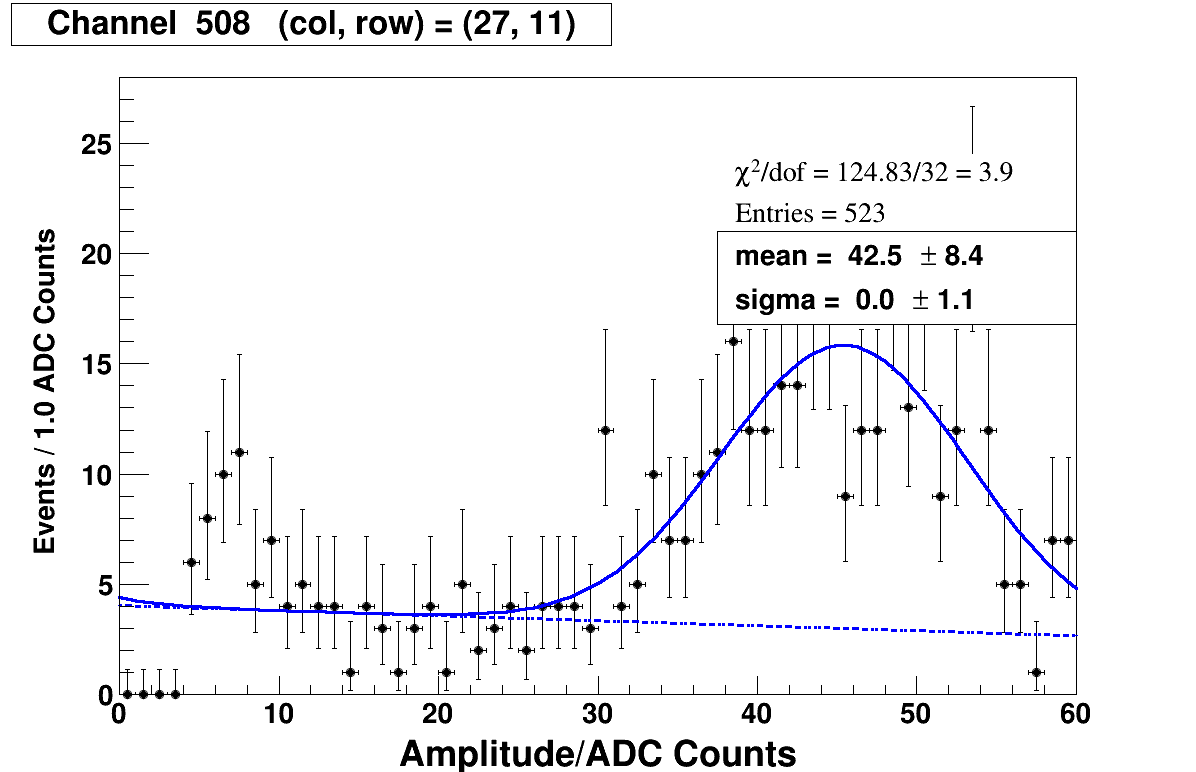 Channel 508 (col, row) = (27, 11)
χ²/dof = 124.83/32 = 3.9
Entries = 523
mean = 42.5 ± 8.4
sigma = 0.0 ± 1.1
Events / 1.0 ADC Counts
25
20
15
10
5
0
0 10 20 30 40 50 60
Amplitude/ADC Counts